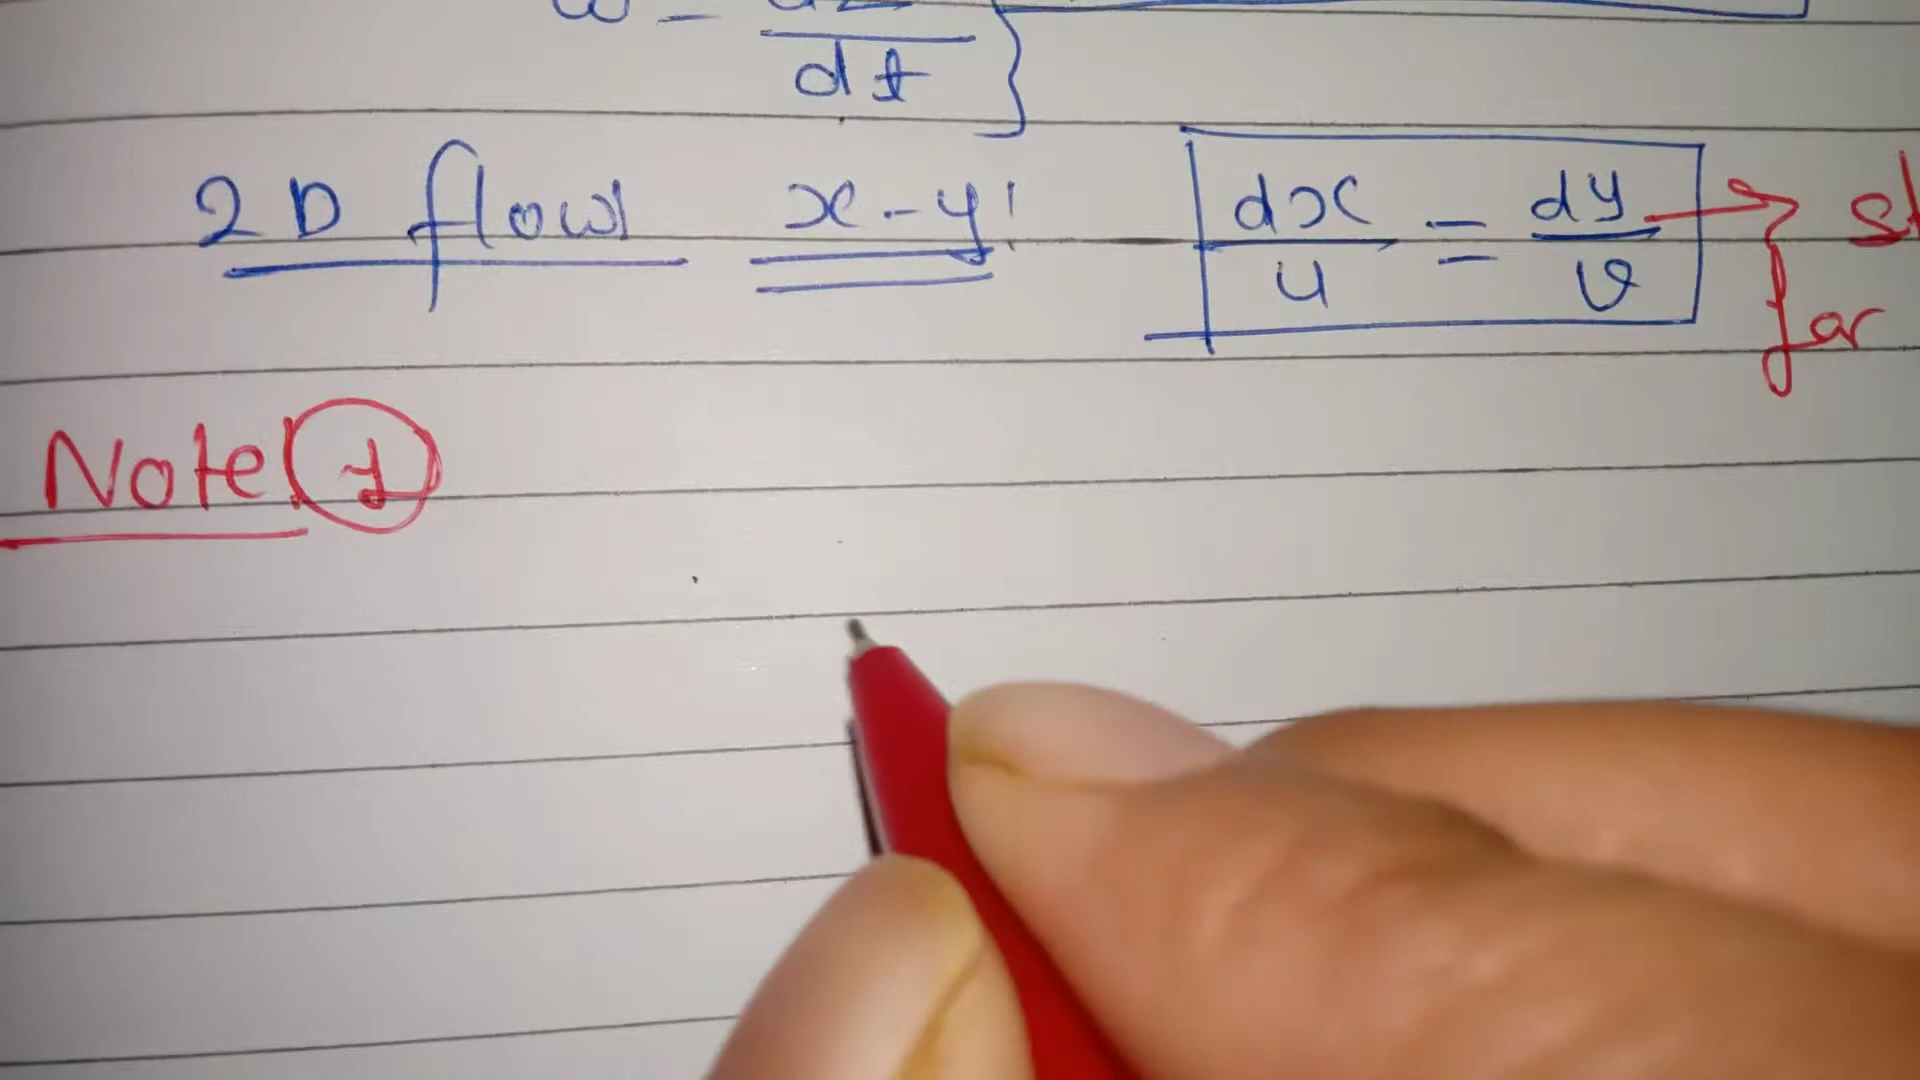 dt }
2D flow x-y: dx/u = dy/v →
for
Note (1)